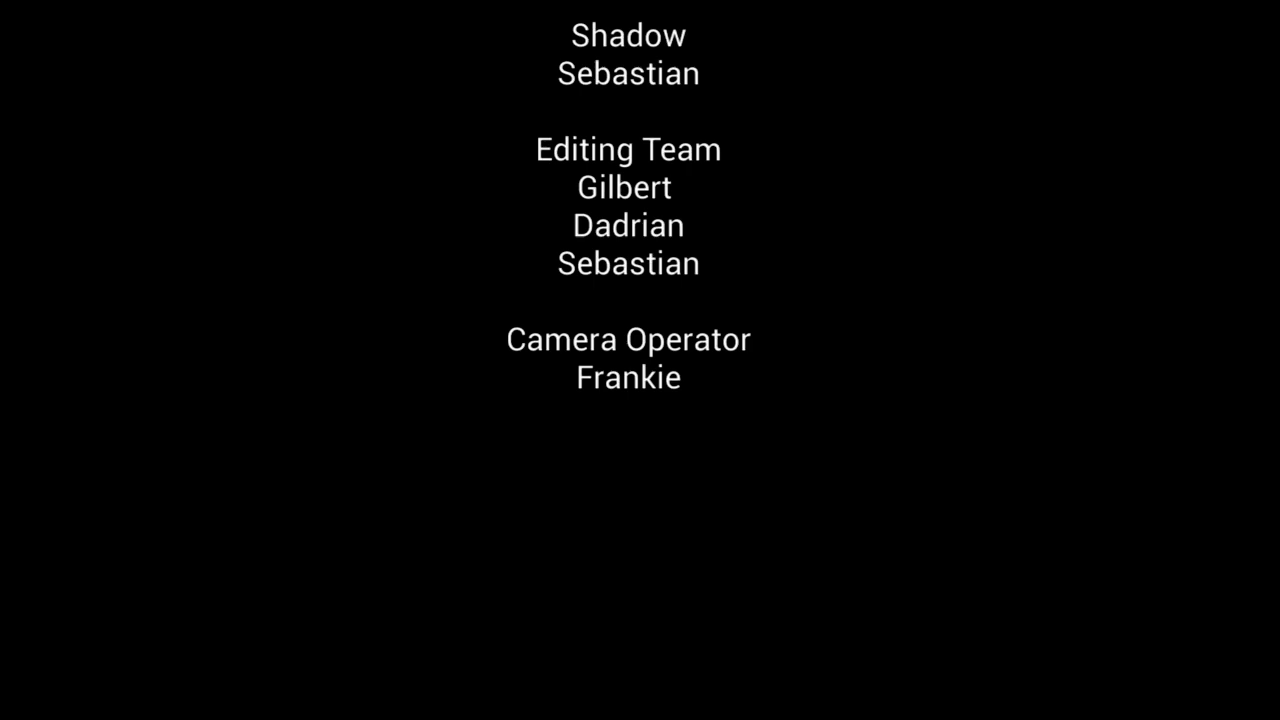 Shadow
Sebastian
Editing Team
Gilbert
Dadrian
Sebastian
Camera Operator
Frankie